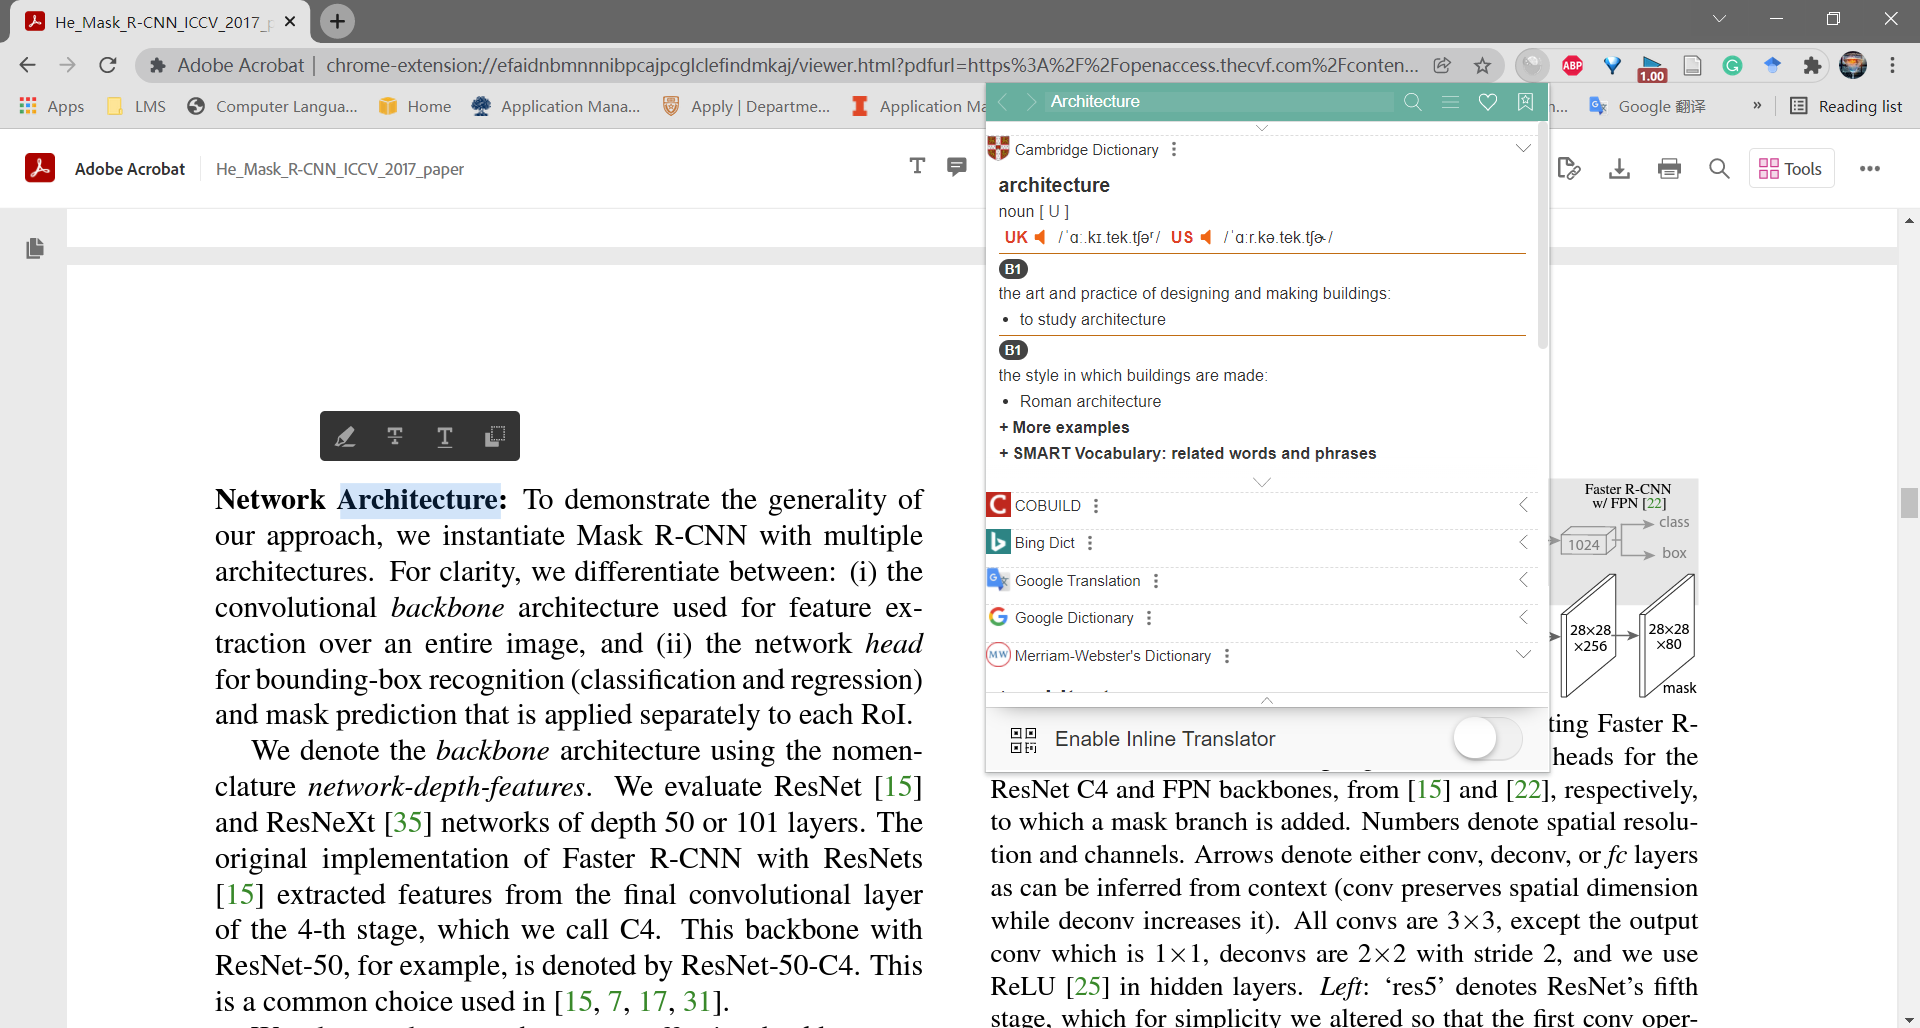 He_Mask_R-CNN_ICCV_2017_p
Adobe Acrobat | chrome-extension://efaidnbmnnnibpcajpcglclefindmkaj/viewer.html?pdfurl=https%3A%2F%2Fopenaccess.thecvf.com%2Fconten...
ABP
1.00
Apps
LMS
Computer Langua...
Home
Application Mana...
Apply | Departme...
Application Ma
n...
Google 翻译
»
Reading list
Adobe Acrobat
He_Mask_R-CNN_ICCV_2017_paper
Tools
Architecture
Cambridge Dictionary
architecture
noun [ U ]
UK /ˈɑː.kɪ.tek.tʃəʳ/ US /ˈɑːr.kə.tek.tʃɚ/
B1
the art and practice of designing and making buildings:
• to study architecture
B1
the style in which buildings are made:
• Roman architecture
+ More examples
+ SMART Vocabulary: related words and phrases
COBUILD
Bing Dict
Google Translation
Google Dictionary
MW Merriam-Webster's Dictionary
Enable Inline Translator
Network Architecture: To demonstrate the generality of
our approach, we instantiate Mask R-CNN with multiple
architectures. For clarity, we differentiate between: (i) the
convolutional backbone architecture used for feature ex-
traction over an entire image, and (ii) the network head
for bounding-box recognition (classification and regression)
and mask prediction that is applied separately to each RoI.
We denote the backbone architecture using the nomen-
clature network-depth-features. We evaluate ResNet [15]
and ResNeXt [35] networks of depth 50 or 101 layers. The
original implementation of Faster R-CNN with ResNets
[15] extracted features from the final convolutional layer
of the 4-th stage, which we call C4. This backbone with
ResNet-50, for example, is denoted by ResNet-50-C4. This
is a common choice used in [15, 7, 17, 31].
Faster R-CNN
w/ FPN [22]
class
1024
box
28×28
×256
28×28
×80
mask
ting Faster R-
heads for the
ResNet C4 and FPN backbones, from [15] and [22], respectively,
to which a mask branch is added. Numbers denote spatial resolu-
tion and channels. Arrows denote either conv, deconv, or fc layers
as can be inferred from context (conv preserves spatial dimension
while deconv increases it). All convs are 3×3, except the output
conv which is 1×1, deconvs are 2×2 with stride 2, and we use
ReLU [25] in hidden layers. Left: ‘res5’ denotes ResNet’s fifth
stage, which for simplicity we altered so that the first conv oper-